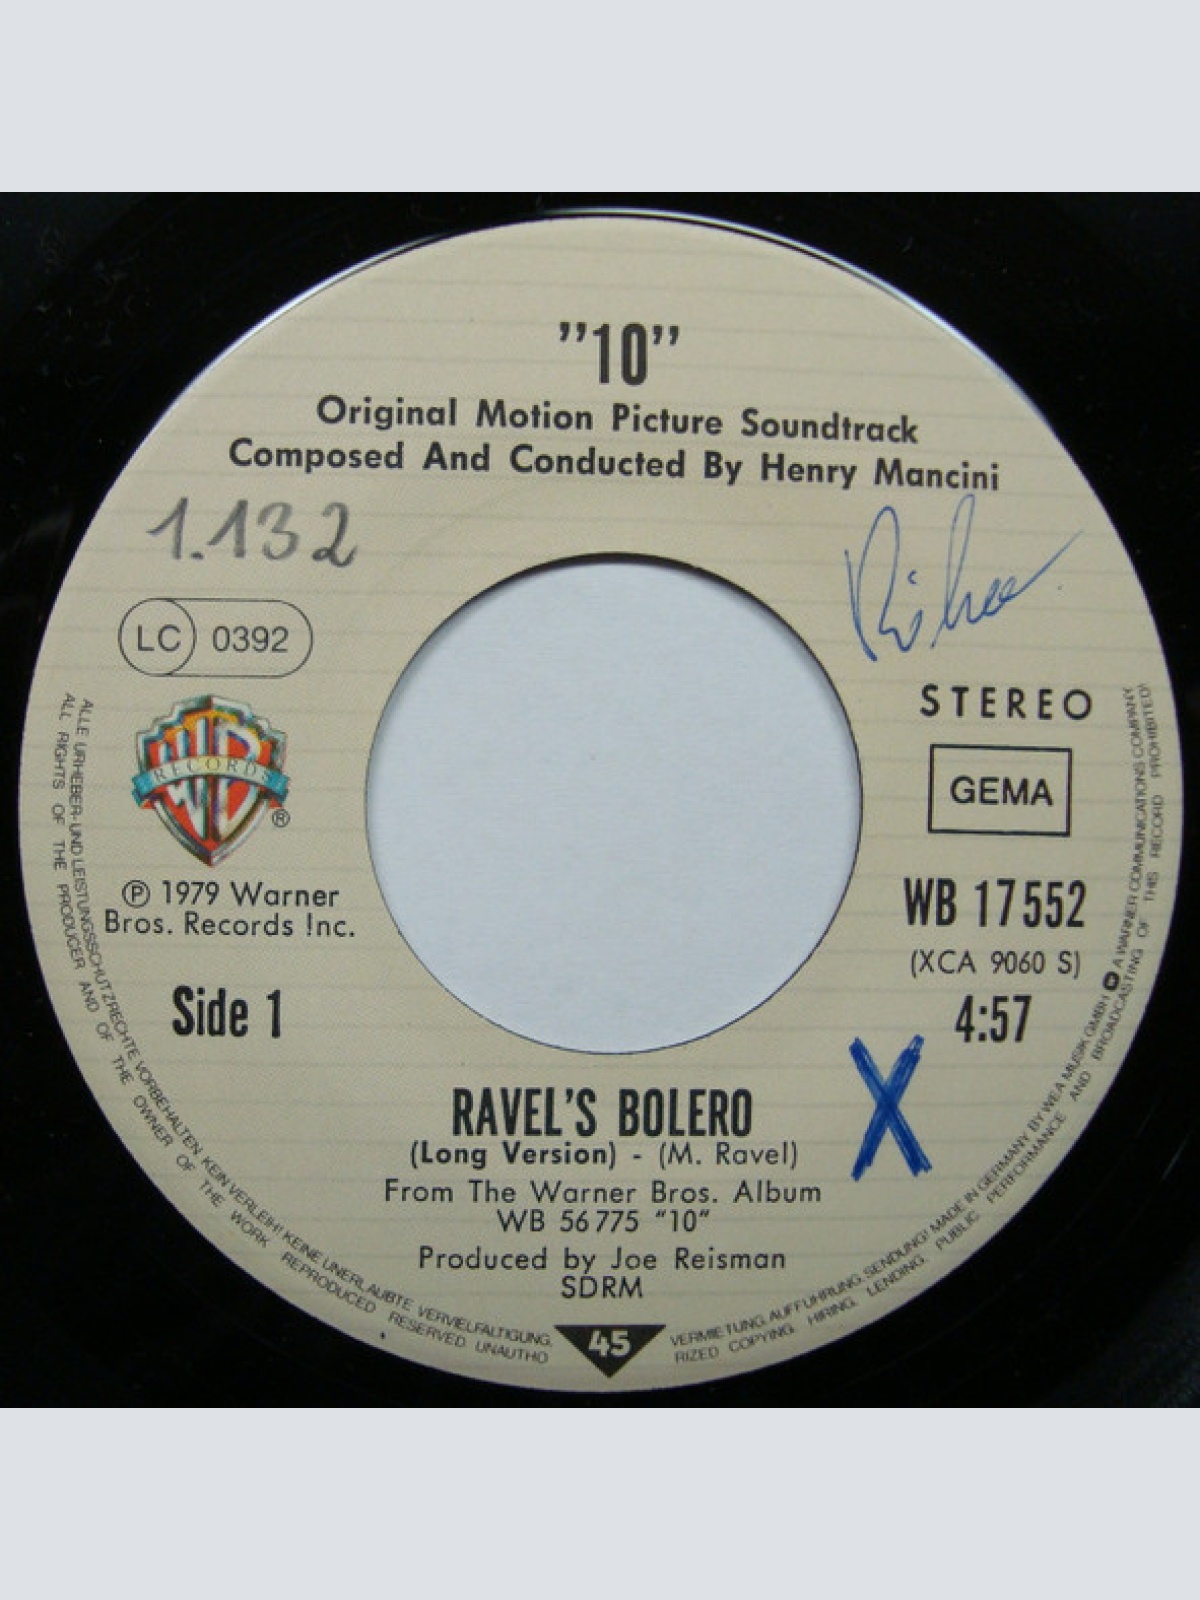 "10"
Original Motion Picture Soundtrack
Composed And Conducted By Henry Mancini
1.132
LC 0392
STEREO
GEMA
WB
RECORDS
®
℗ 1979 Warner
Bros. Records Inc.
WB 17 552
(XCA 9060 S)
Side 1
4:57
X
RAVEL'S BOLERO
(Long Version) - (M. Ravel)
From The Warner Bros. Album
WB 56 775 "10"
Produced by Joe Reisman
SDRM
45
ALLE URHEBER- UND LEISTUNGSSCHUTZRECHTE VORBEHALTEN KEIN VERLEIH! KEINE UNERLAUBTE VERVIELFÄLTIGUNG, VERMIETUNG, AUFFÜHRUNG, SENDUNG! MADE IN GERMANY BY WEA MUSIK GMBH A WARNER COMMUNICATIONS COMPANY
ALL RIGHTS OF THE PRODUCER AND OF THE OWNER OF THE WORK REPRODUCED RESERVED UNAUTHORIZED COPYING, HIRING, LENDING, PUBLIC PERFORMANCE AND BROADCASTING OF THIS RECORD PROHIBITED!